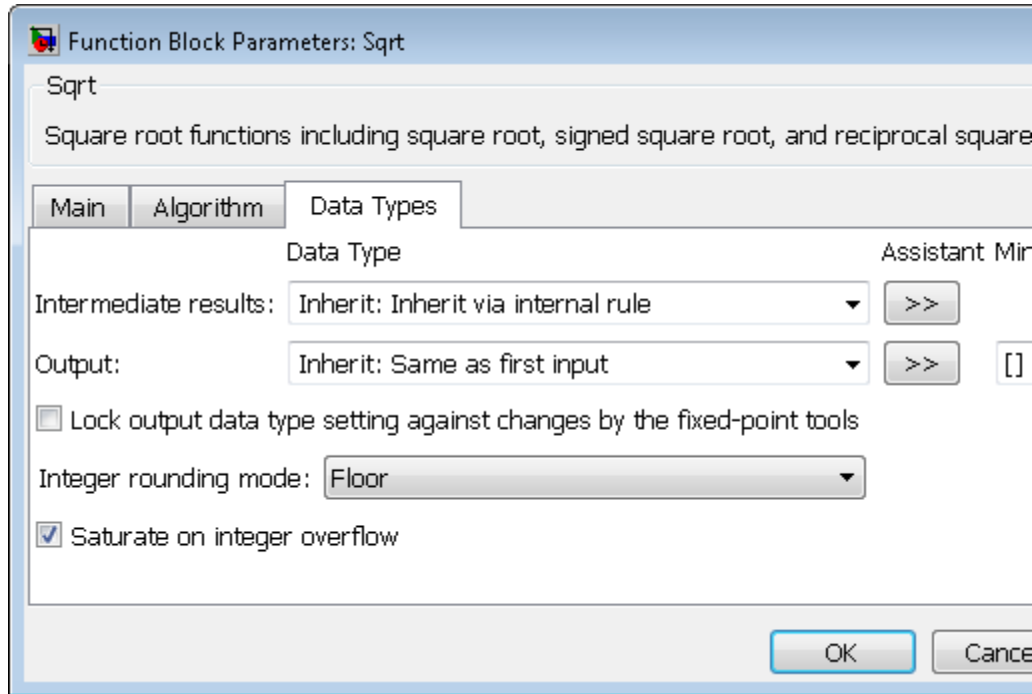 Function Block Parameters: Sqrt
Sqrt
Square root functions including square root, signed square root, and reciprocal square
Main Algorithm Data Types
Data Type Assistant
Intermediate results: Inherit: Inherit via internal rule >>
Output: Inherit: Same as first input >> []
Lock output data type setting against changes by the fixed-point tools
Integer rounding mode: Floor
Saturate on integer overflow
OK